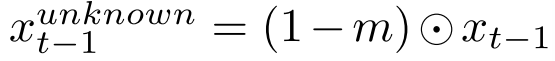 x_{t-1}^{unknown} = (1 − m) ⊙ x_{t−1}